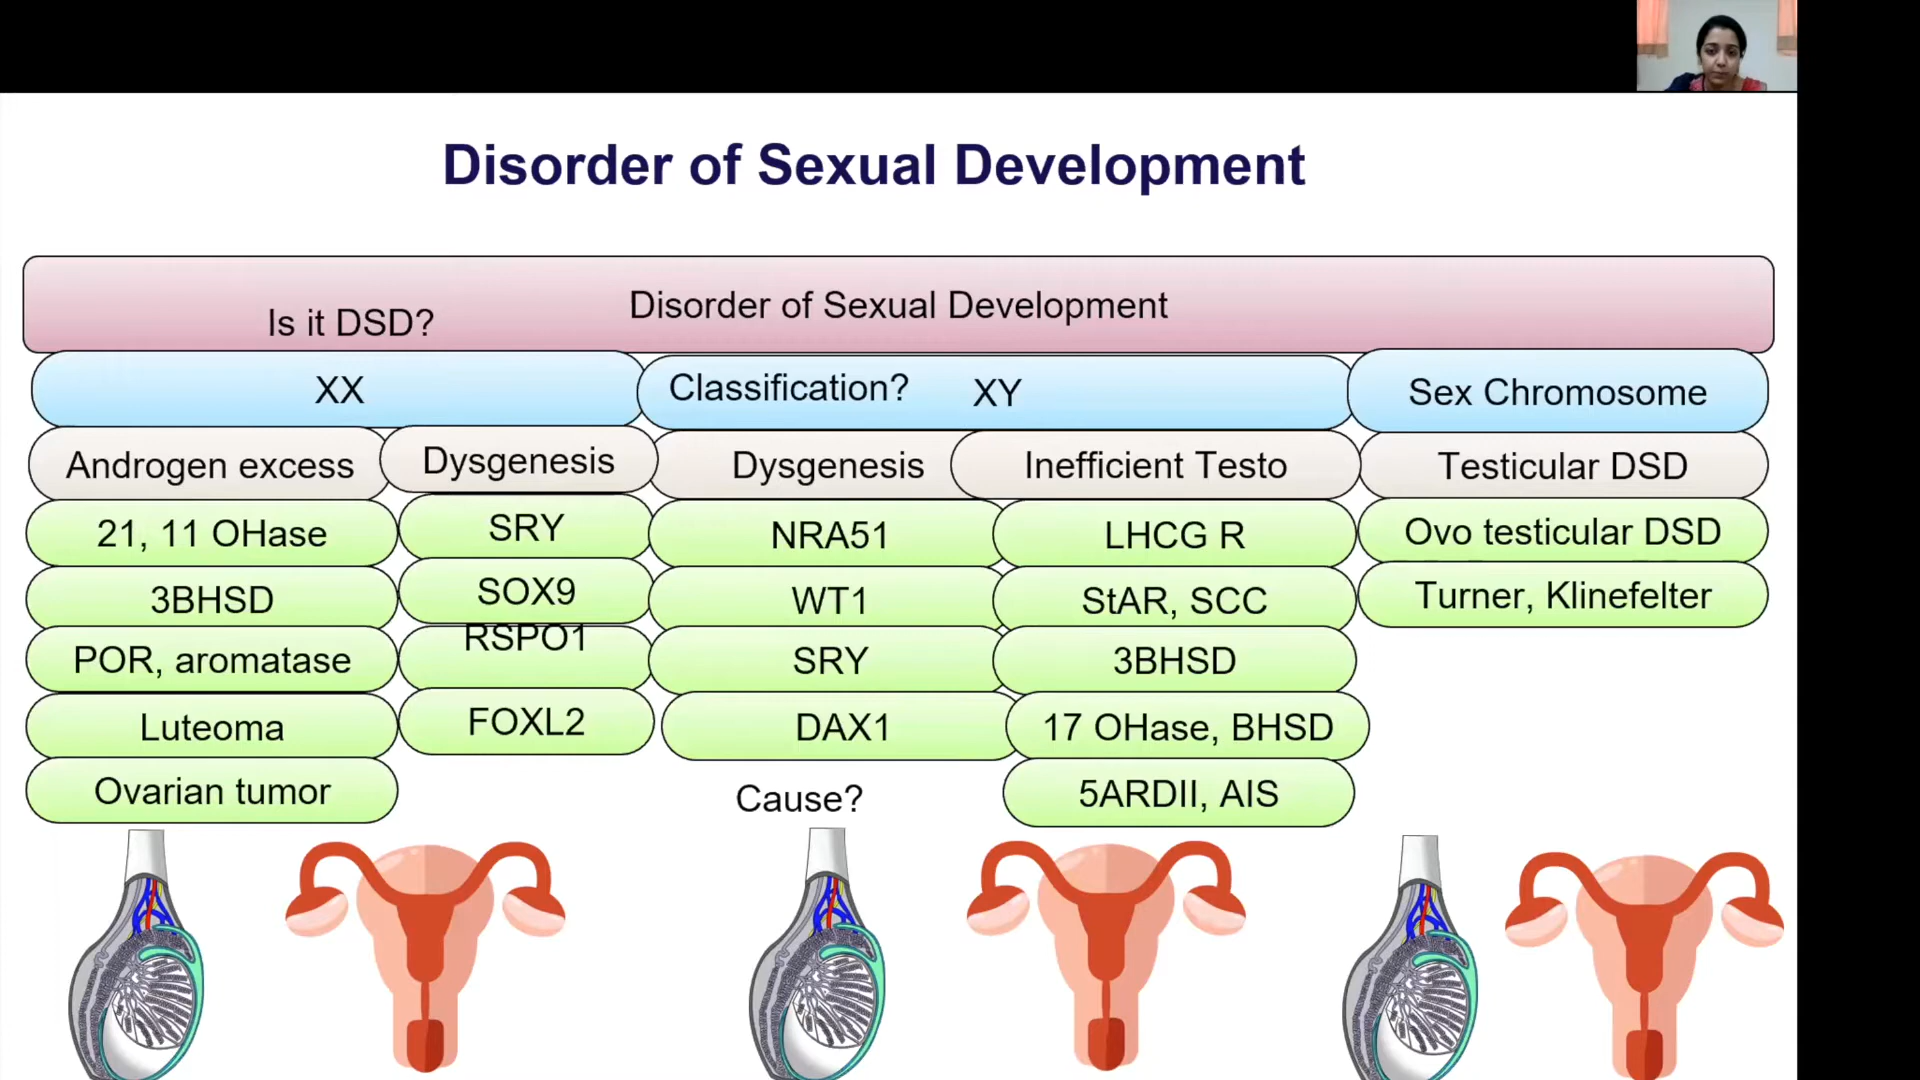 Disorder of Sexual Development
Is it DSD?
Disorder of Sexual Development
XX
Classification?
XY
Sex Chromosome
Androgen excess
Dysgenesis
Dysgenesis
Inefficient Testo
Testicular DSD
21, 11 OHase
SRY
NRA51
LHCG R
Ovo testicular DSD
3BHSD
SOX9
WT1
StAR, SCC
Turner, Klinefelter
POR, aromatase
RSPO1
SRY
3BHSD
Luteoma
FOXL2
DAX1
17 OHase, BHSD
Ovarian tumor
Cause?
5ARDII, AIS